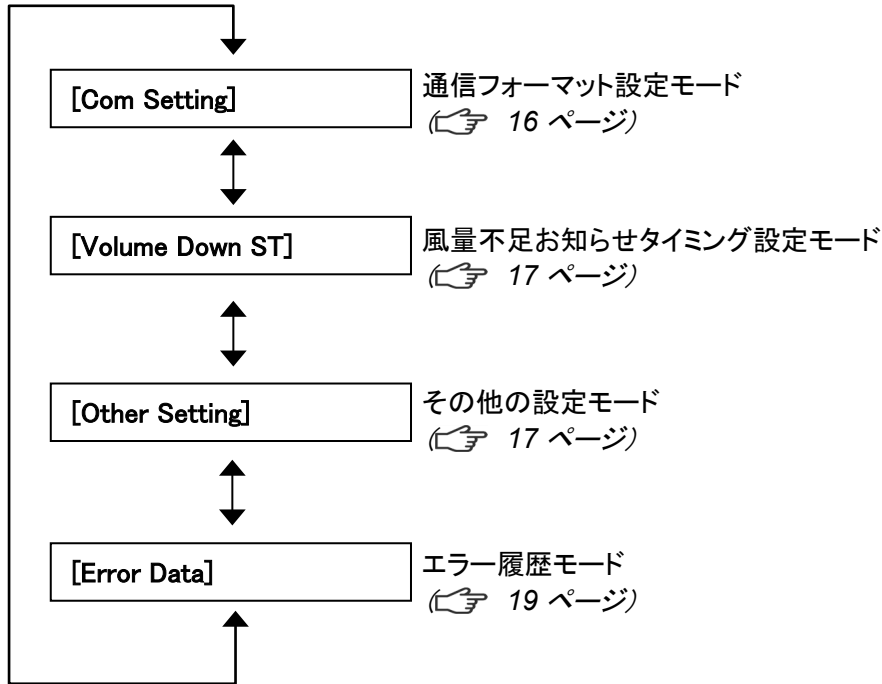 [Com Setting]
通信フォーマット設定モード
(☞ 16 ページ)
[Volume Down ST]
風量不足お知らせタイミング設定モード
(☞ 17 ページ)
[Other Setting]
その他の設定モード
(☞ 17 ページ)
[Error Data]
エラー履歴モード
(☞ 19 ページ)